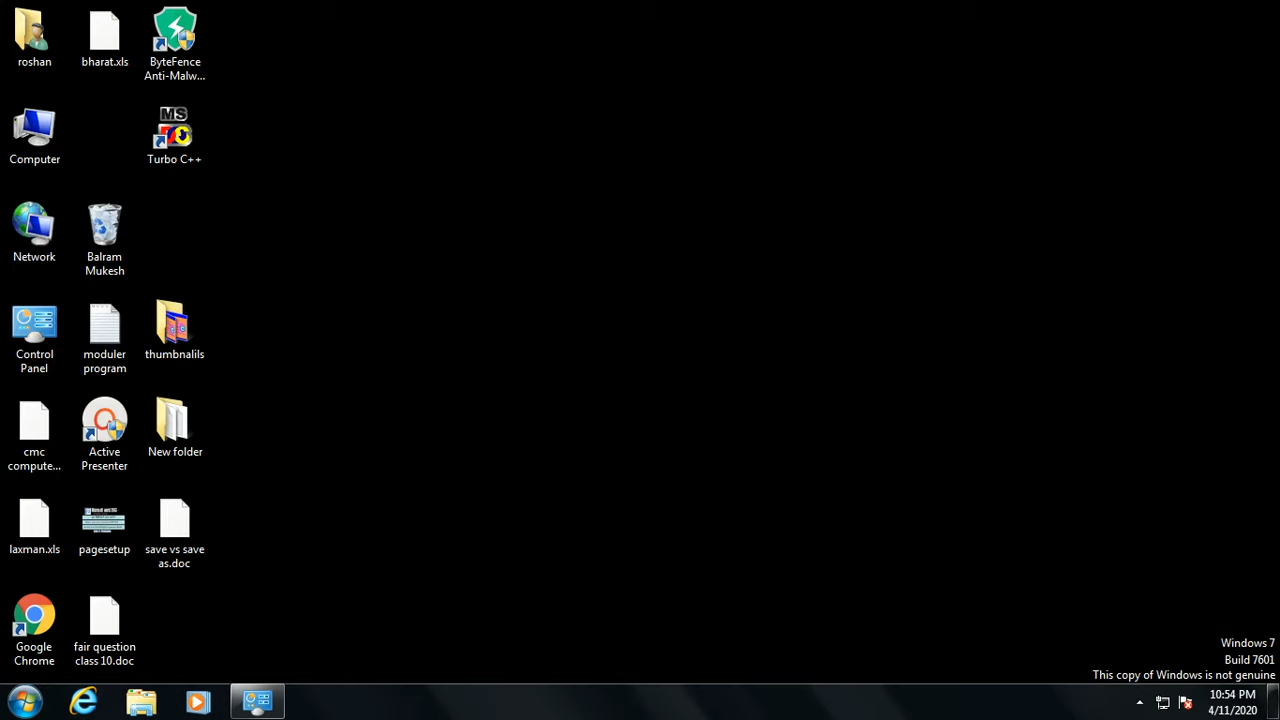 roshan
bharat.xls
ByteFence
Anti-Malw...
Computer
MS
Turbo C++
Network
Balram
Mukesh
Control
Panel
moduler
program
thumbnalils
cmc
compute...
Active
Presenter
New folder
laxman.xls
pagesetup
save vs save
as.doc
Google
Chrome
fair question
class 10.doc
Windows 7
Build 7601
This copy of Windows is not genuine
10:54 PM
4/11/2020